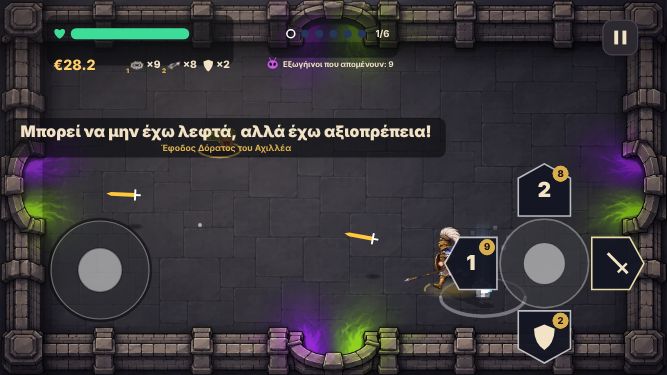 1/6
€28.2
1 ×9 2 ×8 ×2
Εξωγήινοι που απομένουν: 9
Μπορεί να μην έχω λεφτά, αλλά έχω αξιοπρέπεια!
Έφοδος Δόρατος του Αχιλλέα
8
2
9
1
2